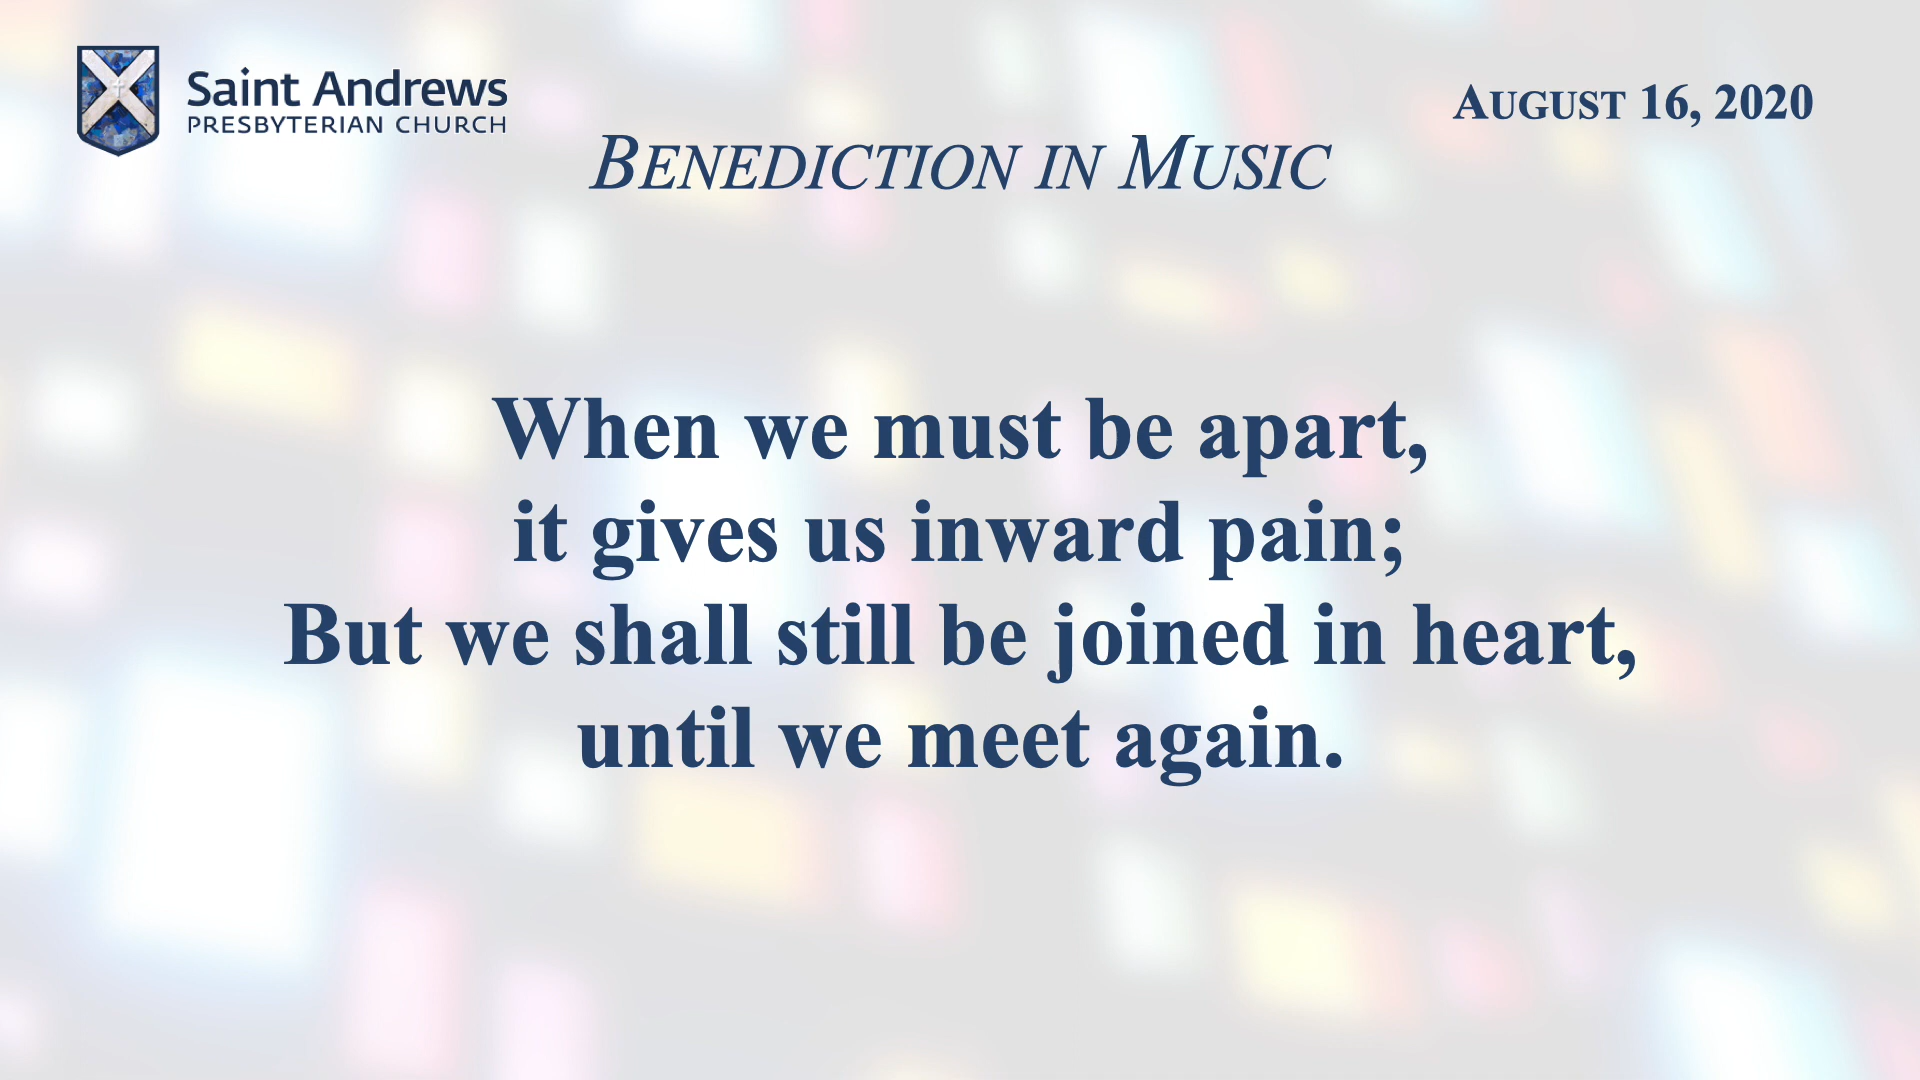 Saint Andrews
PRESBYTERIAN CHURCH
AUGUST 16, 2020
BENEDICTION IN MUSIC
When we must be apart,
it gives us inward pain;
But we shall still be joined in heart,
until we meet again.